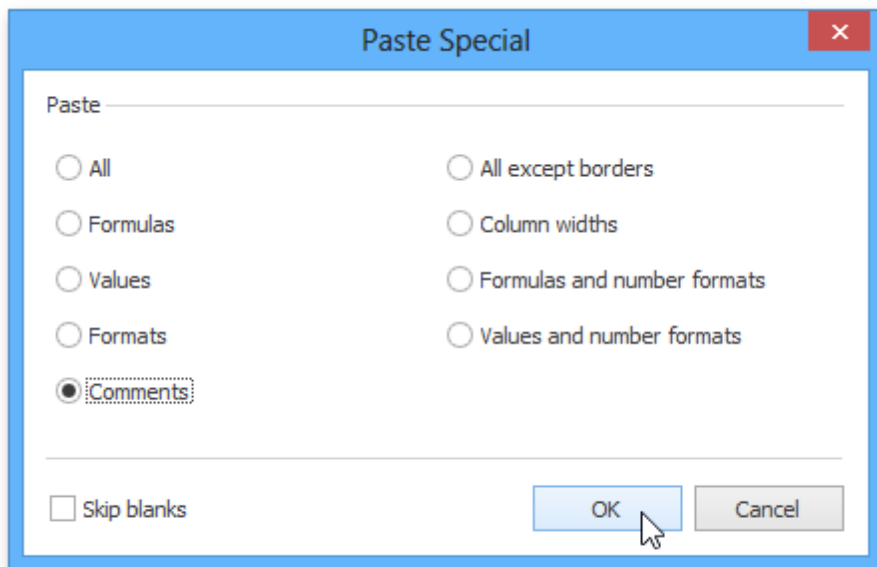 Paste Special
Paste
All
All except borders
Formulas
Column widths
Values
Formulas and number formats
Formats
Values and number formats
Comments
Skip blanks
OK
Cancel